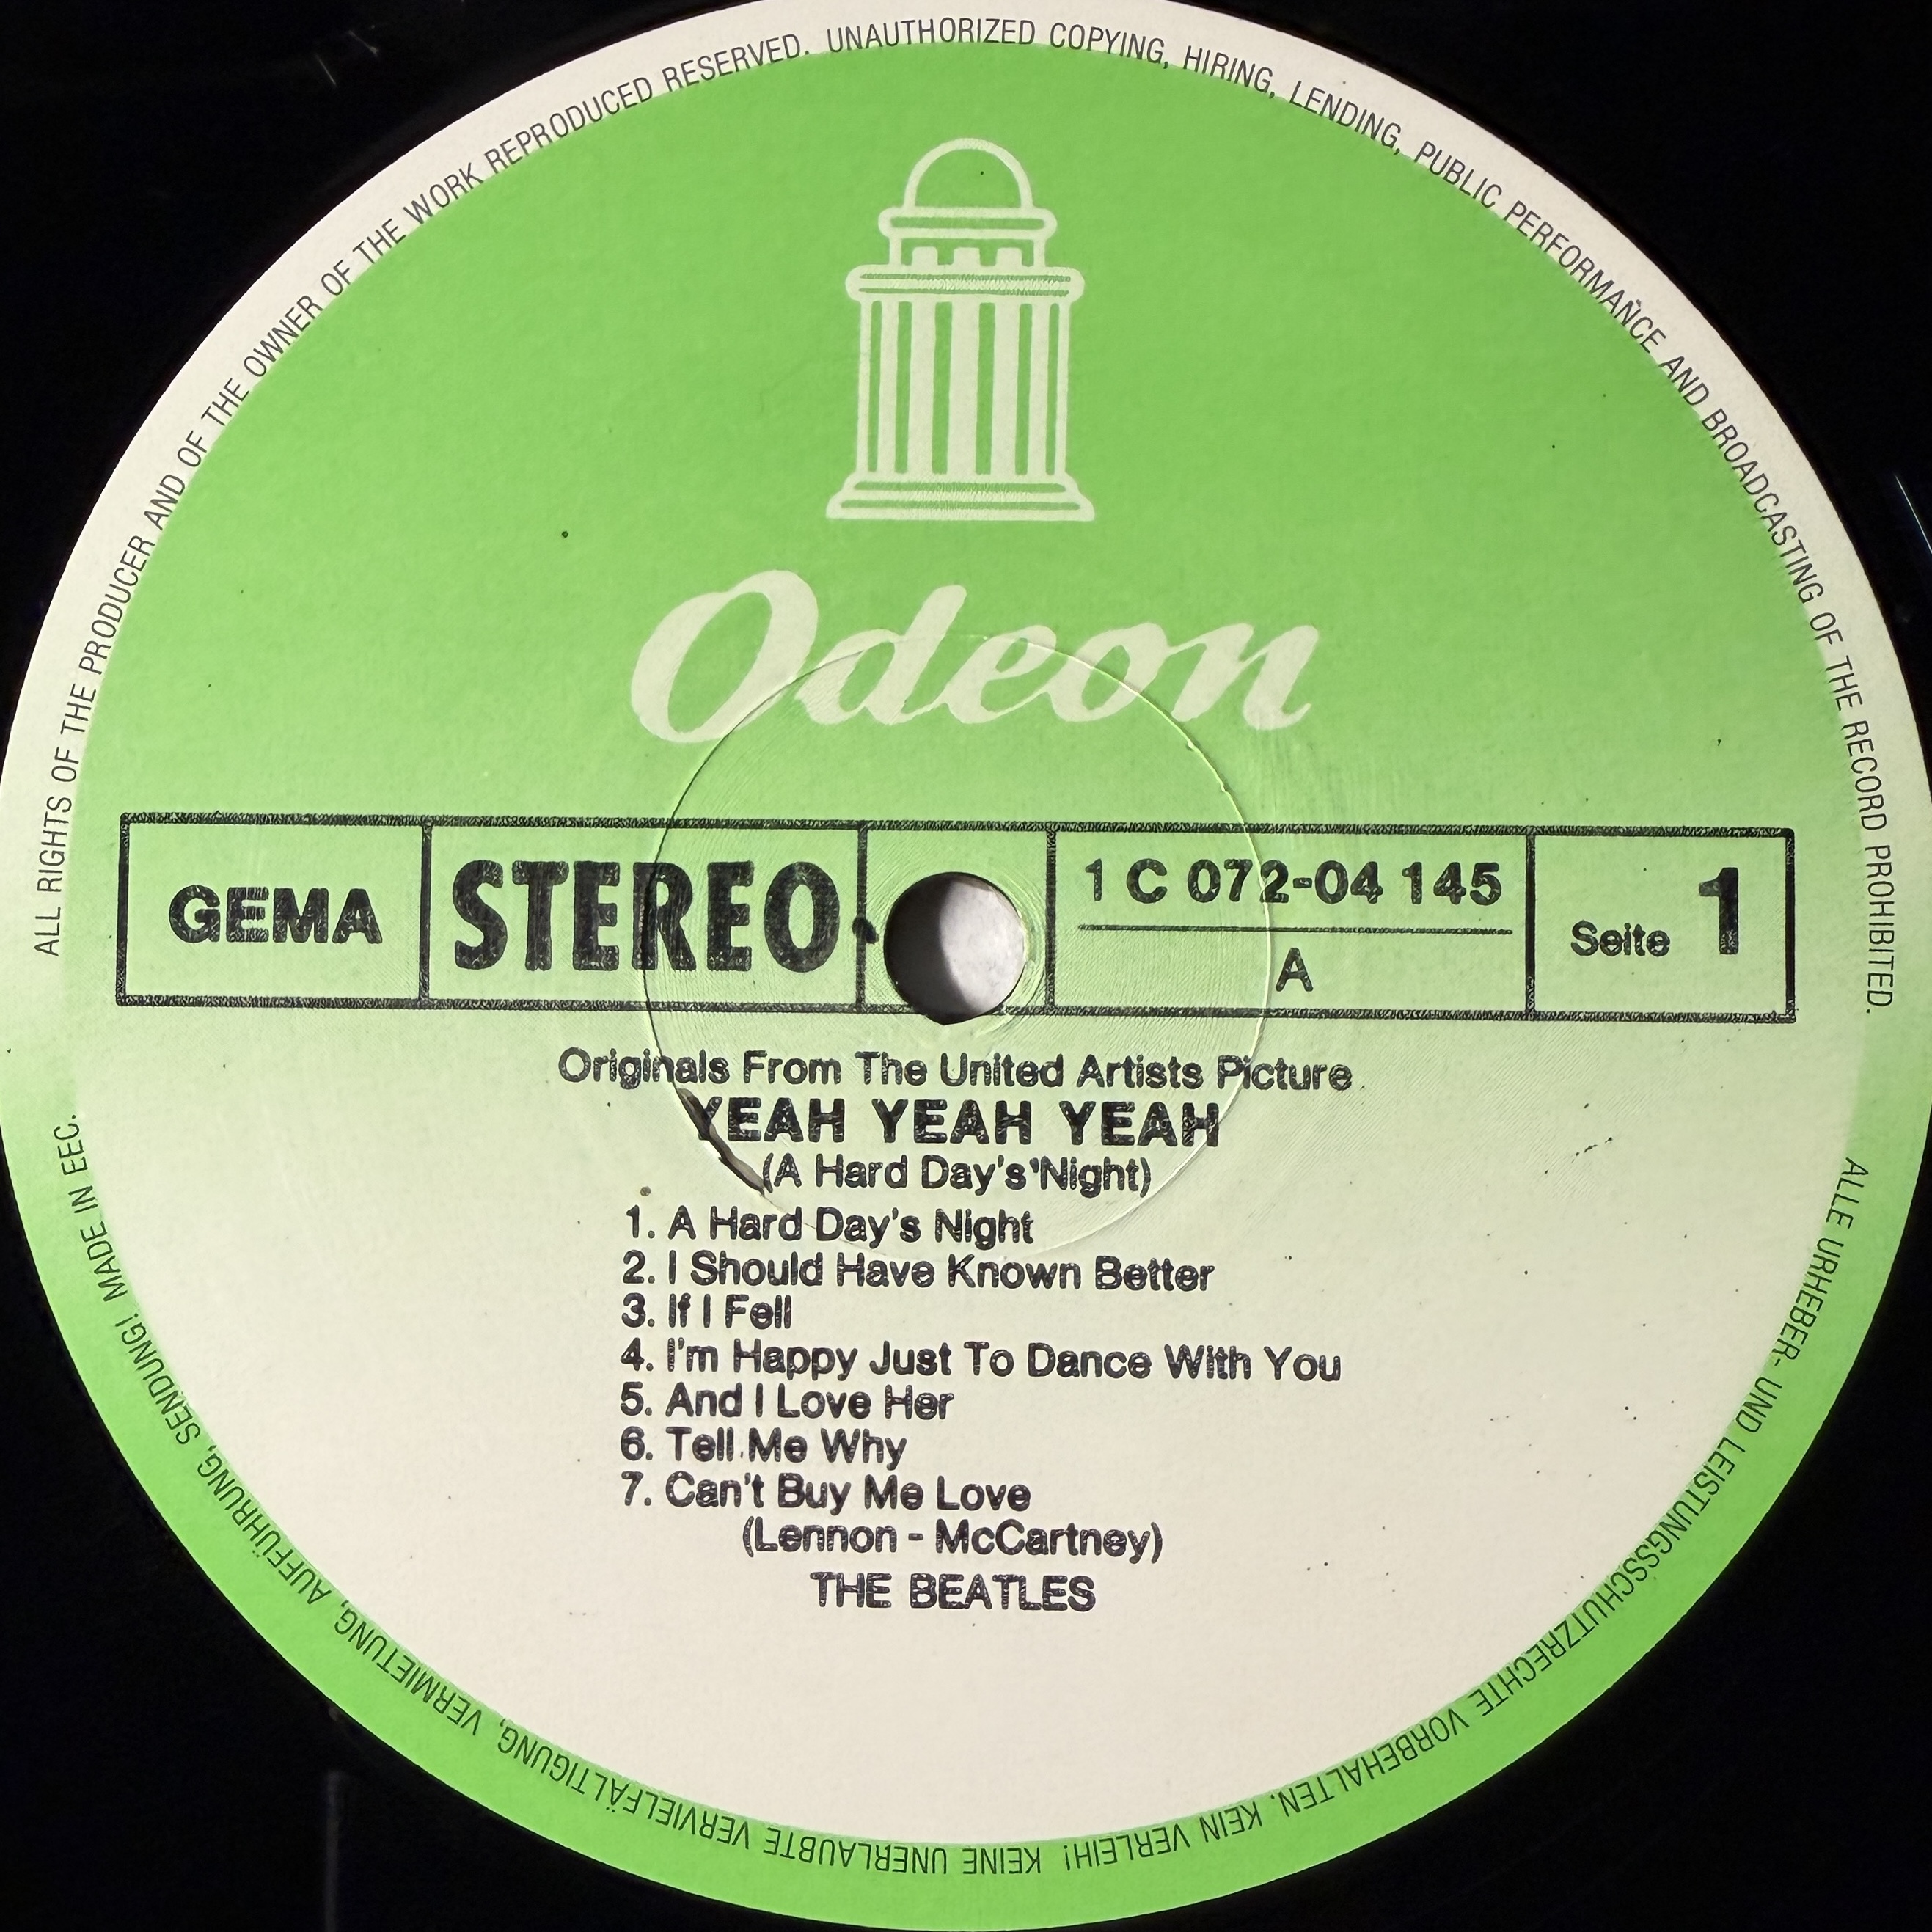 ALL RIGHTS OF THE PRODUCER AND OF THE OWNER OF THE WORK REPRODUCED RESERVED. UNAUTHORIZED COPYING, HIRING, LENDING, PUBLIC PERFORMANCE AND BROADCASTING OF THE RECORD PROHIBITED.
Odeon
GEMA
STEREO
1 C 072-04 145
A
Seite 1
Originals From The United Artists Picture
YEAH YEAH YEAH
(A Hard Day's Night)
1. A Hard Day's Night
2. I Should Have Known Better
3. If I Fell
4. I'm Happy Just To Dance With You
5. And I Love Her
6. Tell Me Why
7. Can't Buy Me Love
(Lennon - McCartney)
THE BEATLES
ALLE URHEBER- UND LEISTUNGSSCHUTZRECHTE VORBEHALTEN. KEIN VERLEIH! KEINE UNERLAUBTE VERVIELFÄLTIGUNG, VERMIETUNG, AUFFÜHRUNG, SENDUNG! MADE IN EEC.